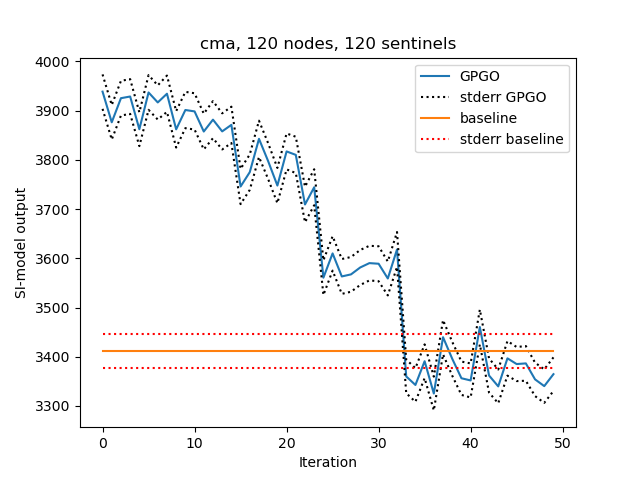 cma, 120 nodes, 120 sentinels
4000
3900
3800
3700
3600
3500
3400
3300
SI-model output
GPGO
stderr GPGO
baseline
stderr baseline
0 10 20 30 40 50
Iteration